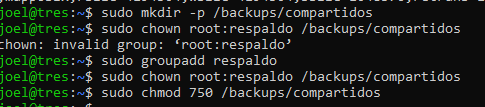 joel@tres:~$ sudo mkdir -p /backups/compartidos
joel@tres:~$ sudo chown root:respaldo /backups/compartidos
chown: invalid group: ‘root:respaldo’
joel@tres:~$ sudo groupadd respaldo
joel@tres:~$ sudo chown root:respaldo /backups/compartidos
joel@tres:~$ sudo chmod 750 /backups/compartidos